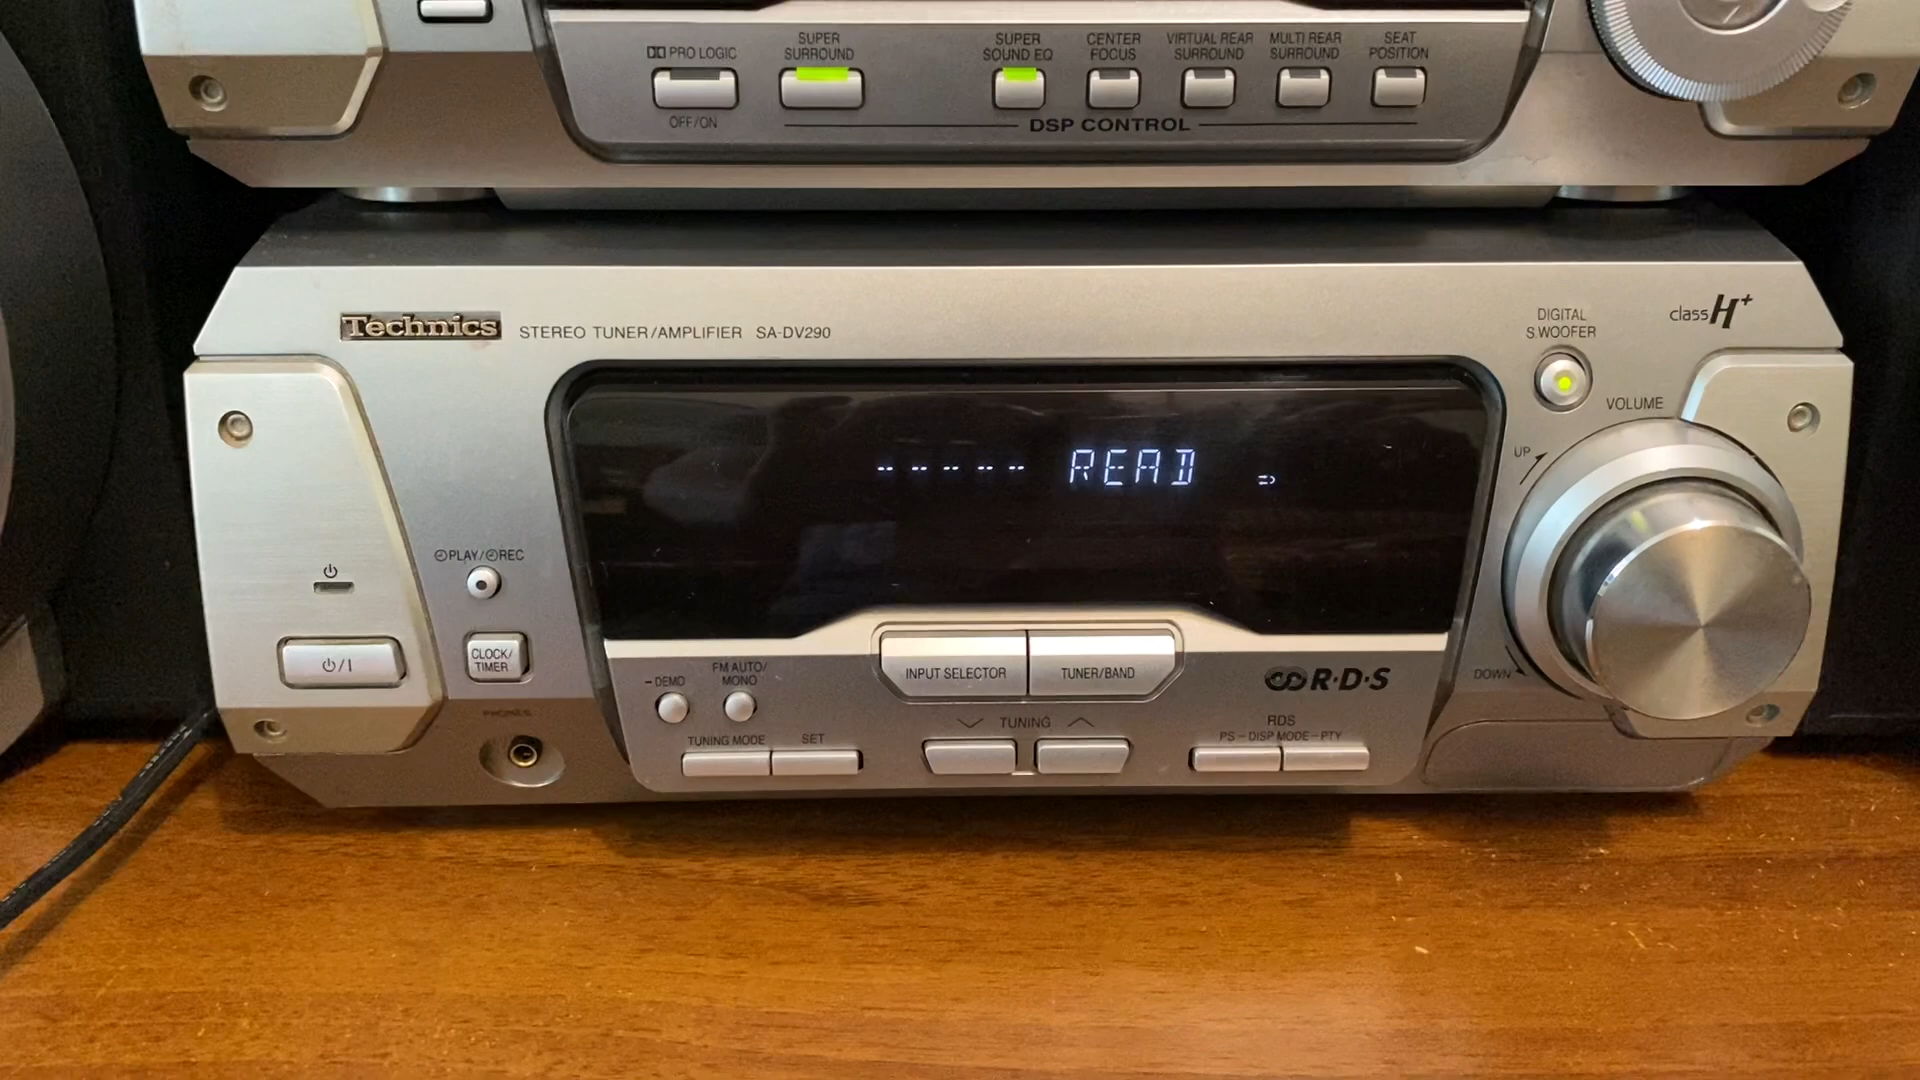 PRO LOGIC
OFF/ON
SUPER
SURROUND
SUPER
SOUND EQ
CENTER
FOCUS
VIRTUAL REAR
SURROUND
MULTI REAR
SURROUND
SEAT
POSITION
DSP CONTROL
Technics STEREO TUNER/AMPLIFIER SA-DV290
DIGITAL
S.WOOFER
class H+
VOLUME
UP
DOWN
----- READ
PLAY/REC
CLOCK/
TIMER
PHONES
- DEMO
FM AUTO/
MONO
INPUT SELECTOR
TUNER/BAND
R·D·S
TUNING MODE
SET
TUNING
RDS
PS - DISP MODE - PTY